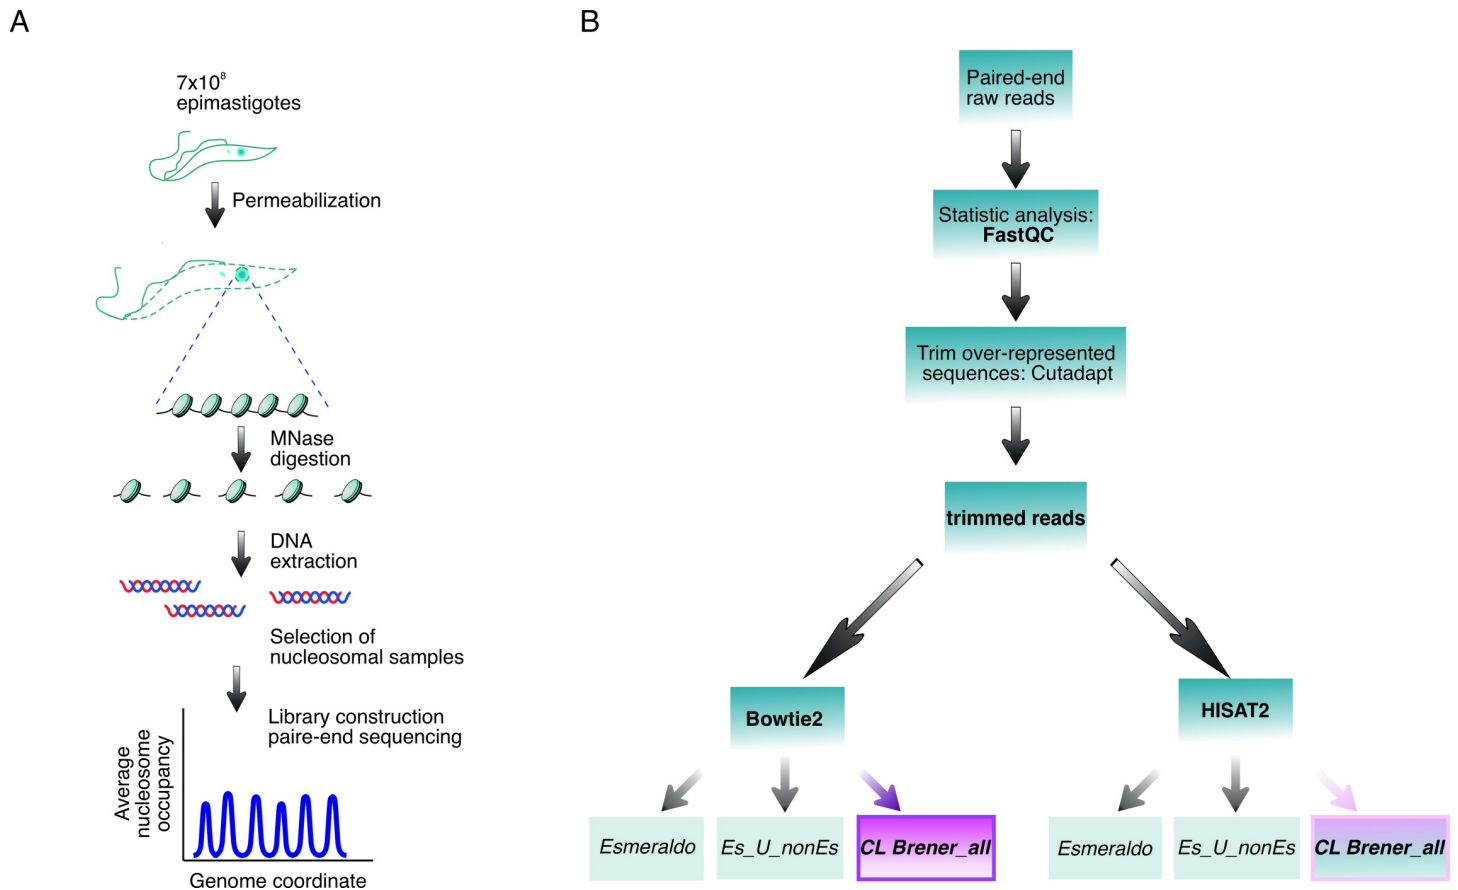 A
7x10⁸
epimastigotes
Permeabilization
MNase
digestion
DNA
extraction
Selection of
nucleosomal samples
Library construction
paire-end sequencing
Average
nucleosome
occupancy
Genome coordinate
B
Paired-end
raw reads
Statistic analysis:
FastQC
Trim over-represented
sequences: Cutadapt
trimmed reads
Bowtie2
HISAT2
Esmeraldo
Es_U_nonEs
CL Brener_all
Esmeraldo
Es_U_nonEs
CL Brener_all